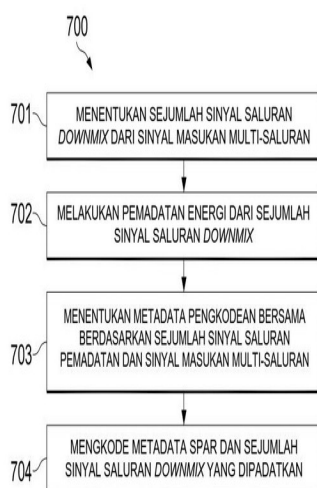 700
701
MENENTUKAN SEJUMLAH SINYAL SALURAN
DOWNMIX DARI SINYAL MASUKAN MULTI-SALURAN
702
MELAKUKAN PEMADATAN ENERGI DARI SEJUMLAH
SINYAL SALURAN DOWNMIX
703
MENENTUKAN METADATA PENGKODEAN BERSAMA
BERDASARKAN SEJUMLAH SINYAL SALURAN
PEMADATAN DAN SINYAL MASUKAN MULTI-SALURAN
704
MENGKODE METADATA SPAR DAN SEJUMLAH
SINYAL SALURAN DOWNMIX YANG DIPADATKAN